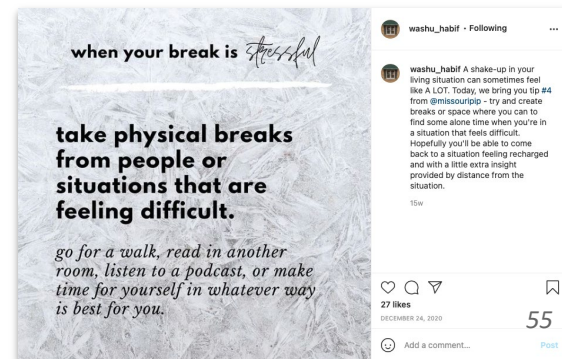 when your break is stressful
take physical breaks
from people or
situations that are
feeling difficult.
go for a walk, read in another
room, listen to a podcast, or make
time for yourself in whatever way
is best for you.
washu_habif • Following
...
washu_habif A shake-up in your
living situation can sometimes feel
like A LOT. Today, we bring you tip #4
from @missouripip - try and create
breaks or space where you can to
find some alone time when you're in
a situation that feels difficult.
Hopefully you'll be able to come
back to a situation feeling recharged
and with a little extra insight
provided by distance from the
situation.
15w
27 likes
DECEMBER 24, 2020
55
Add a comment... Post